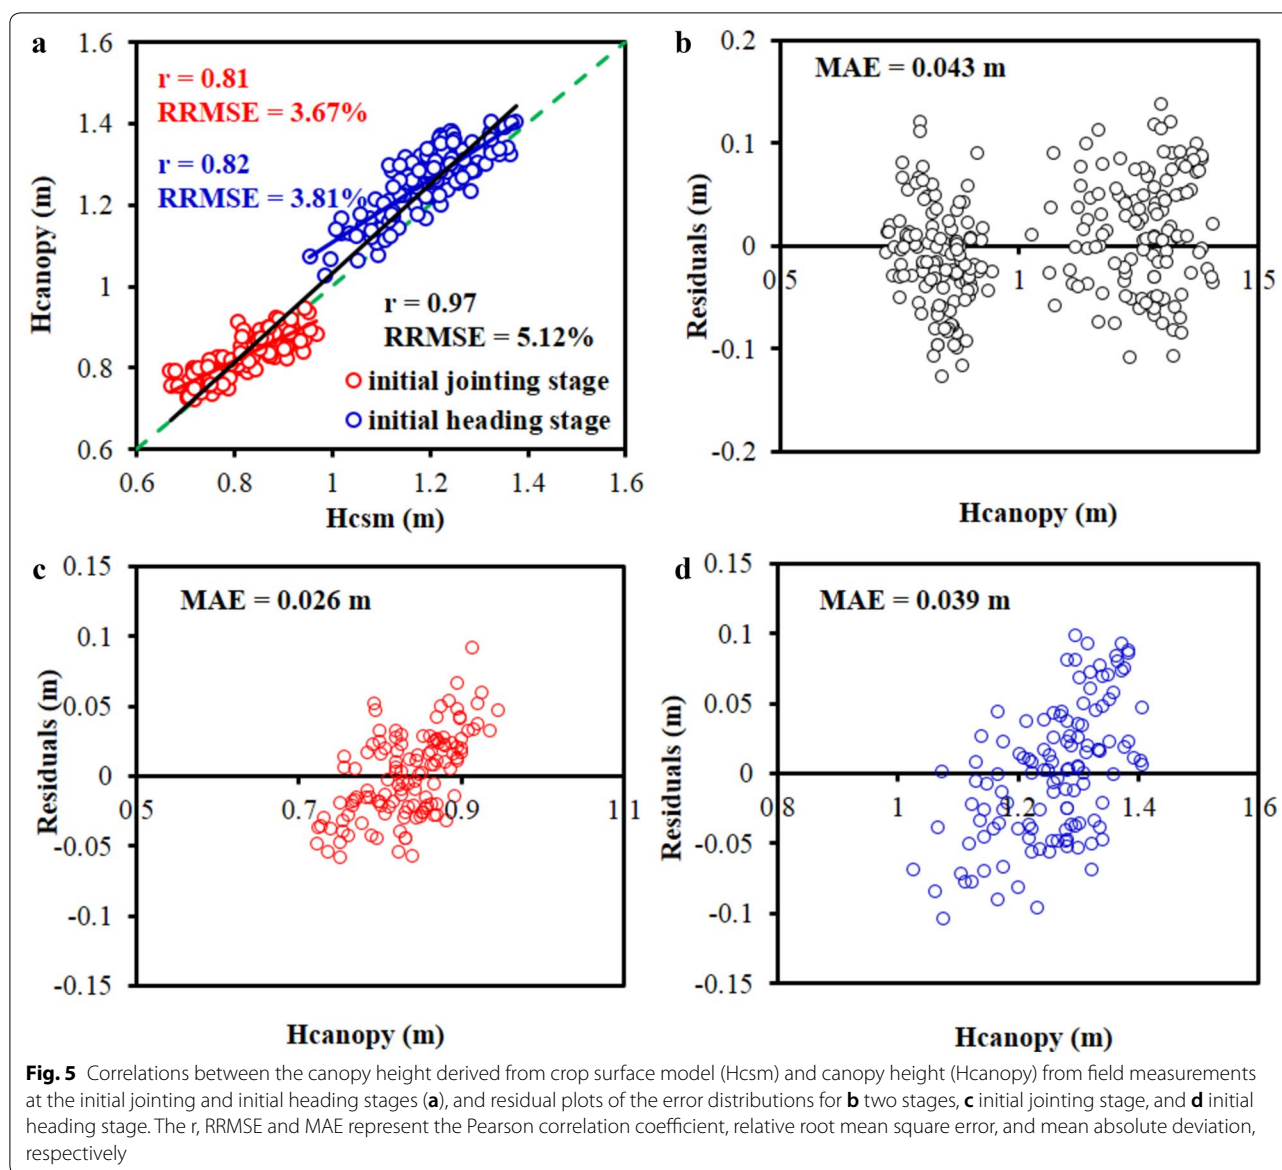 a
1.6
1.4
1.2
1
0.8
0.6
0.6 0.8 1 1.2 1.4 1.6
Hcanopy (m)
Hcsm (m)
r = 0.81
RRMSE = 3.67%
r = 0.82
RRMSE = 3.81%
r = 0.97
RRMSE = 5.12%
initial jointing stage
initial heading stage
b
0.2
0.1
0
-0.1
-0.2
0.5 1 1.5
MAE = 0.043 m
Residuals (m)
Hcanopy (m)
c
0.15
0.1
0.05
0
-0.05
-0.1
-0.15
0.5 0.7 0.9 1.1
MAE = 0.026 m
Residuals (m)
Hcanopy (m)
d
0.15
0.1
0.05
0
-0.05
-0.1
-0.15
0.8 1 1.2 1.4 1.6
MAE = 0.039 m
Residuals (m)
Hcanopy (m)
Fig. 5 Correlations between the canopy height derived from crop surface model (Hcsm) and canopy height (Hcanopy) from field measurements
at the initial jointing and initial heading stages (a), and residual plots of the error distributions for b two stages, c initial jointing stage, and d initial
heading stage. The r, RRMSE and MAE represent the Pearson correlation coefficient, relative root mean square error, and mean absolute deviation,
respectively